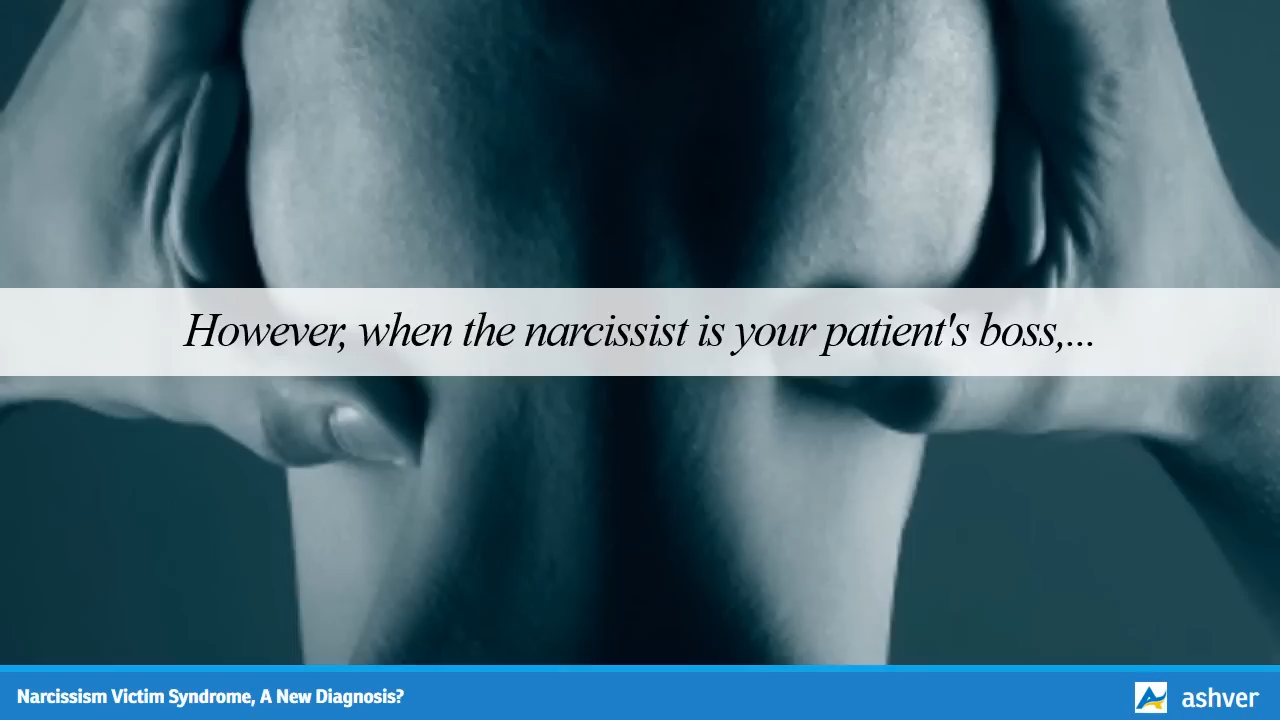 However, when the narcissist is your patient's boss,...
Narcissism Victim Syndrome, A New Diagnosis?
ashver